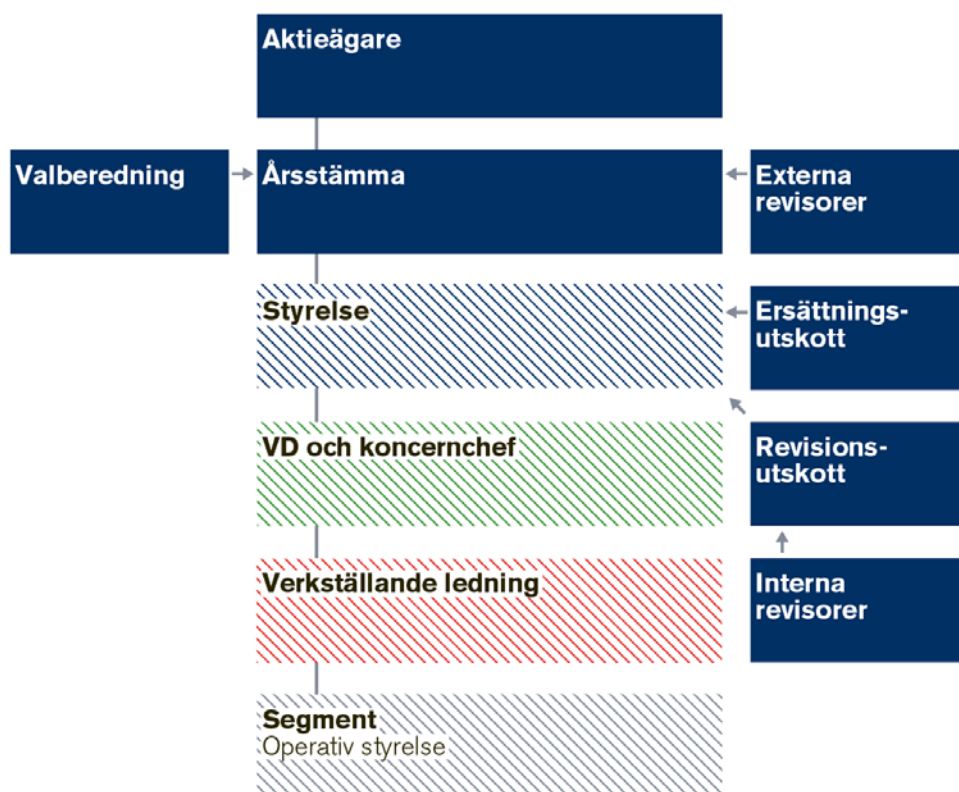 Aktieägare
Valberedning
Årsstämma
Externa
revisorer
Styrelse
Ersättnings-
utskott
VD och koncernchef
Revisions-
utskott
Verkställande ledning
Interna
revisorer
Segment
Operativ styrelse